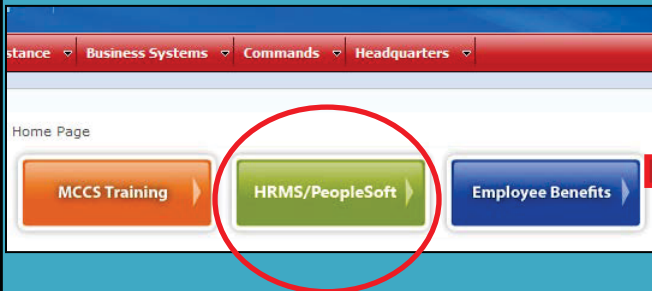 stance Business Systems Commands Headquarters
Home Page
MCCS Training HRMS/PeopleSoft Employee Benefits